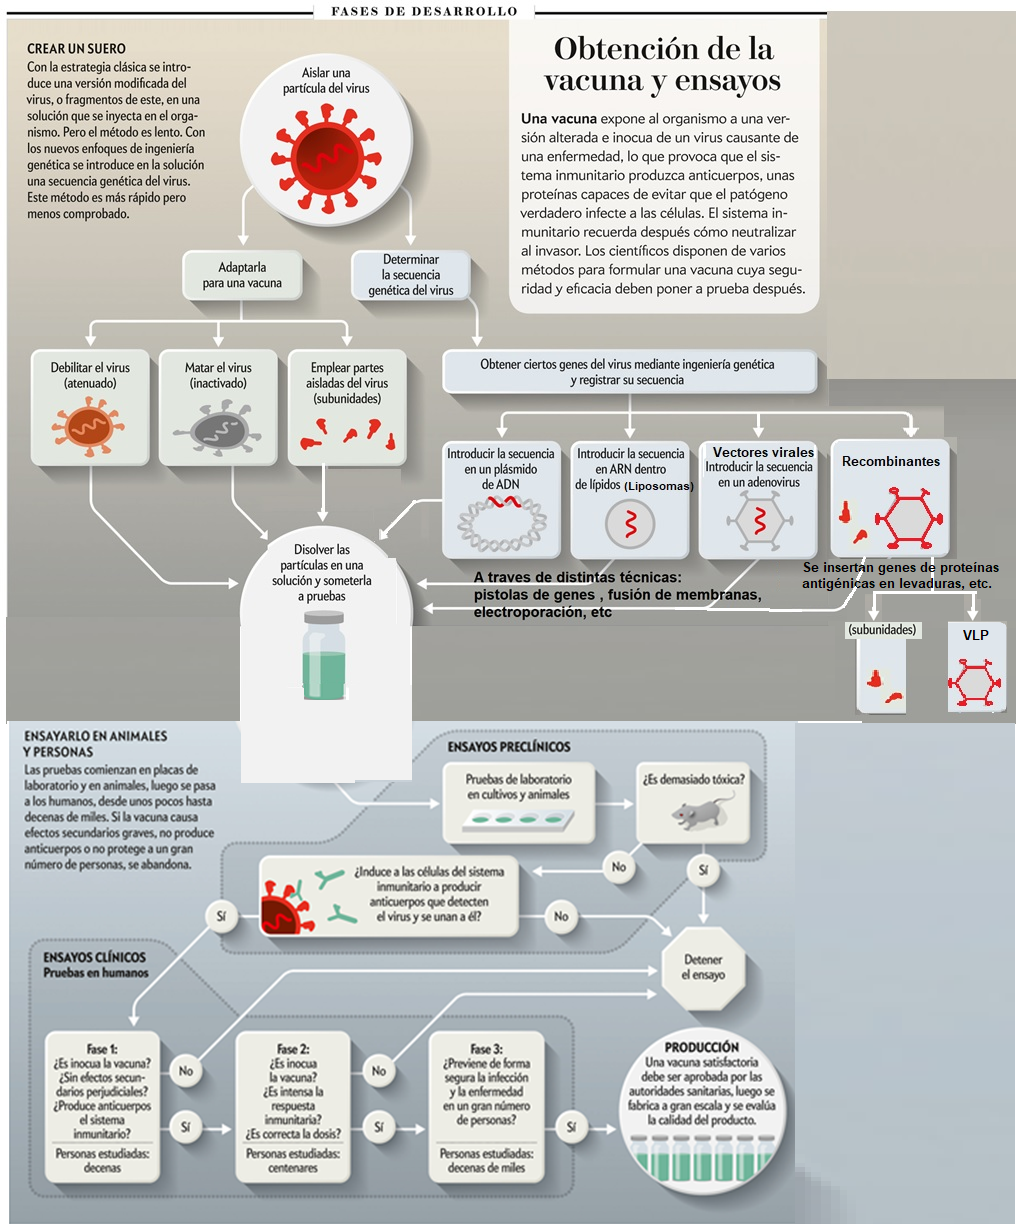 FASES DE DESARROLLO
CREAR UN SUERO
Con la estrategia clásica se intro-
duce una versión modificada del
virus, o fragmentos de este, en una
solución que se inyecta en el orga-
nismo. Pero el método es lento. Con
los nuevos enfoques de ingeniería
genética se introduce en la solución
una secuencia genética del virus.
Este método es más rápido pero
menos comprobado.
Aislar una
partícula del virus
Obtención de la
vacuna y ensayos
Una vacuna expone al organismo a una ver-
sión alterada e inocua de un virus causante de
una enfermedad, lo que provoca que el sis-
tema inmunitario produzca anticuerpos, unas
proteínas capaces de evitar que el patógeno
verdadero infecte a las células. El sistema in-
munitario recuerda después cómo neutralizar
al invasor. Los científicos disponen de varios
métodos para formular una vacuna cuya segu-
ridad y eficacia deben poner a prueba después.
Adaptarla
para una vacuna
Determinar
la secuencia
genética del virus
Debilitar el virus
(atenuado)
Matar el virus
(inactivado)
Emplear partes
aisladas del virus
(subunidades)
Obtener ciertos genes del virus mediante ingeniería genética
y registrar su secuencia
Introducir la secuencia
en un plásmido
de ADN
Introducir la secuencia
en ARN dentro
de lípidos (Liposomas)
Vectores virales
Introducir la secuencia
en un adenovirus
Recombinantes
Disolver las
partículas en una
solución y someterla
a pruebas
A traves de distintas técnicas:
pistolas de genes , fusión de membranas,
electroporación, etc
Se insertan genes de proteínas
antigénicas en levaduras, etc.
(subunidades)
VLP
ENSAYARLO EN ANIMALES
Y PERSONAS
Las pruebas comienzan en placas de
laboratorio y en animales, luego se pasa
a los humanos, desde unos pocos hasta
decenas de miles. Si la vacuna causa
efectos secundarios graves, no produce
anticuerpos o no protege a un gran
número de personas, se abandona.
ENSAYOS PRECLÍNICOS
Pruebas de laboratorio
en cultivos y animales
¿Es demasiado tóxica?
No
Sí
¿Induce a las células del sistema
inmunitario a producir
anticuerpos que detecten
el virus y se unan a él?
Sí
No
Detener
el ensayo
ENSAYOS CLÍNICOS
Pruebas en humanos
Fase 1:
¿Es inocua la vacuna?
¿Sin efectos secun-
darios perjudiciales?
¿Produce anticuerpos
el sistema
inmunitario?
Personas estudiadas:
decenas
No
Sí
Fase 2:
¿Es inocua
la vacuna?
¿Es intensa la
respuesta
inmunitaria?
¿Es correcta la dosis?
Personas estudiadas:
centenares
No
Sí
Fase 3:
¿Previene de forma
segura la infección
y la enfermedad
en un gran número
de personas?
Personas estudiadas:
decenas de miles
Sí
PRODUCCIÓN
Una vacuna satisfactoria
debe ser aprobada por las
autoridades sanitarias, luego se
fabrica a gran escala y se evalúa
la calidad del producto.